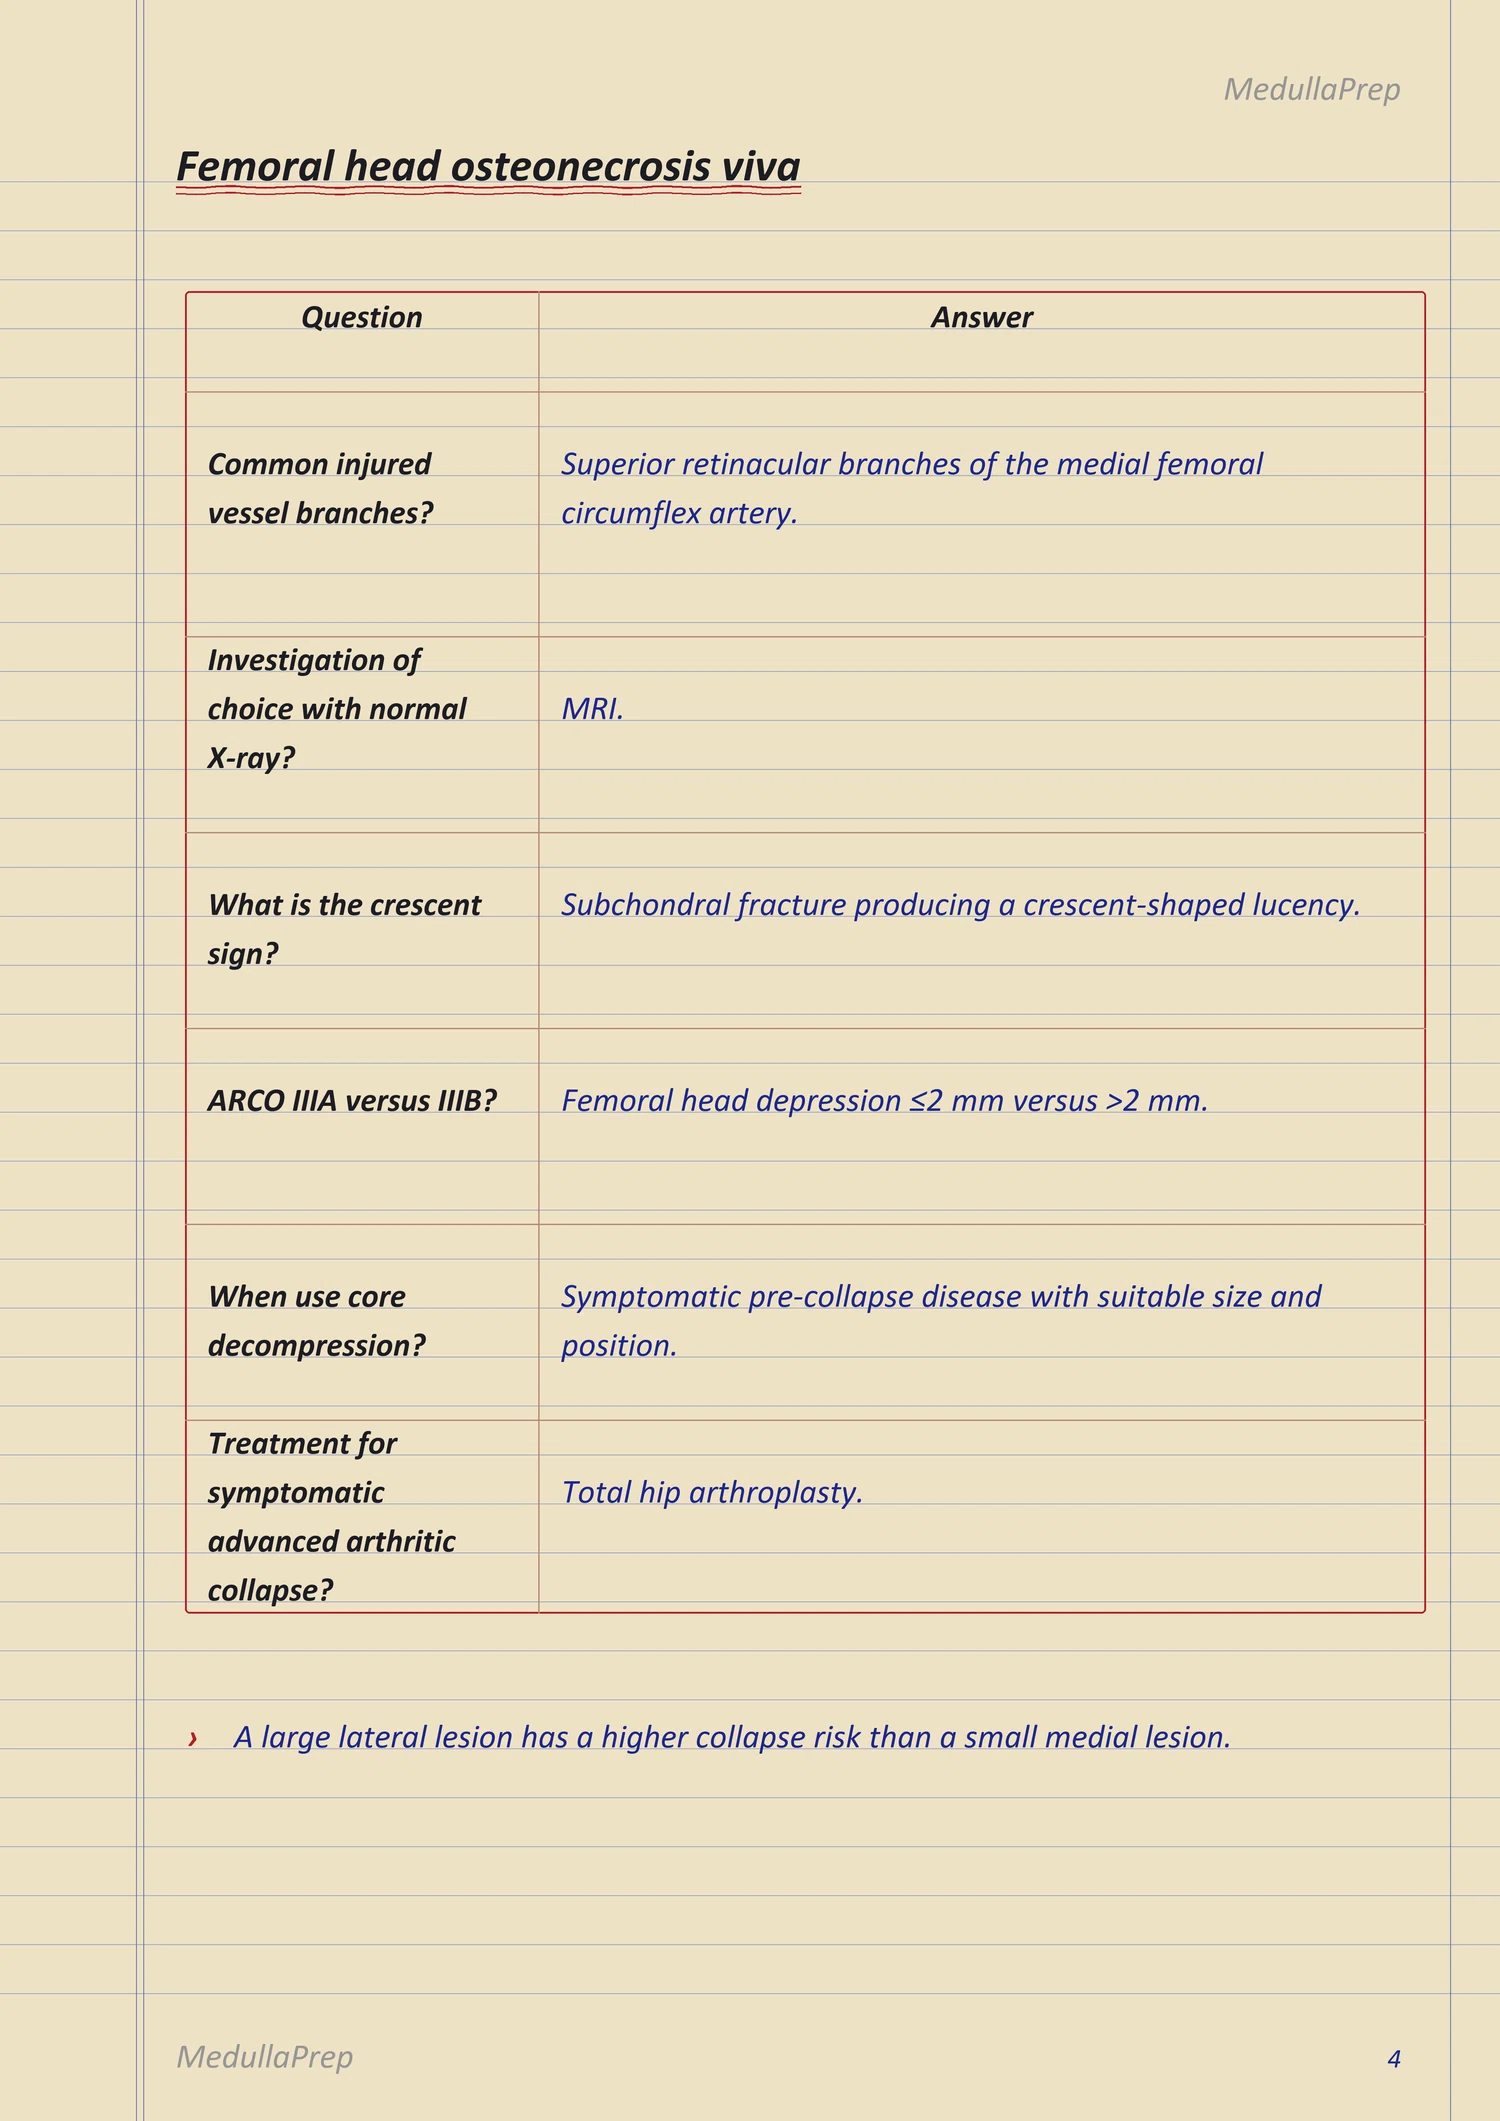 MedullaPrep
Femoral head osteonecrosis viva
Question
Answer
Common injured
vessel branches?
Superior retinacular branches of the medial femoral
circumflex artery.
Investigation of
choice with normal
X-ray?
MRI.
What is the crescent
sign?
Subchondral fracture producing a crescent-shaped lucency.
ARCO IIIA versus IIIB?
Femoral head depression ≤2 mm versus >2 mm.
When use core
decompression?
Symptomatic pre-collapse disease with suitable size and
position.
Treatment for
symptomatic
advanced arthritic
collapse?
Total hip arthroplasty.
› A large lateral lesion has a higher collapse risk than a small medial lesion.
MedullaPrep
4